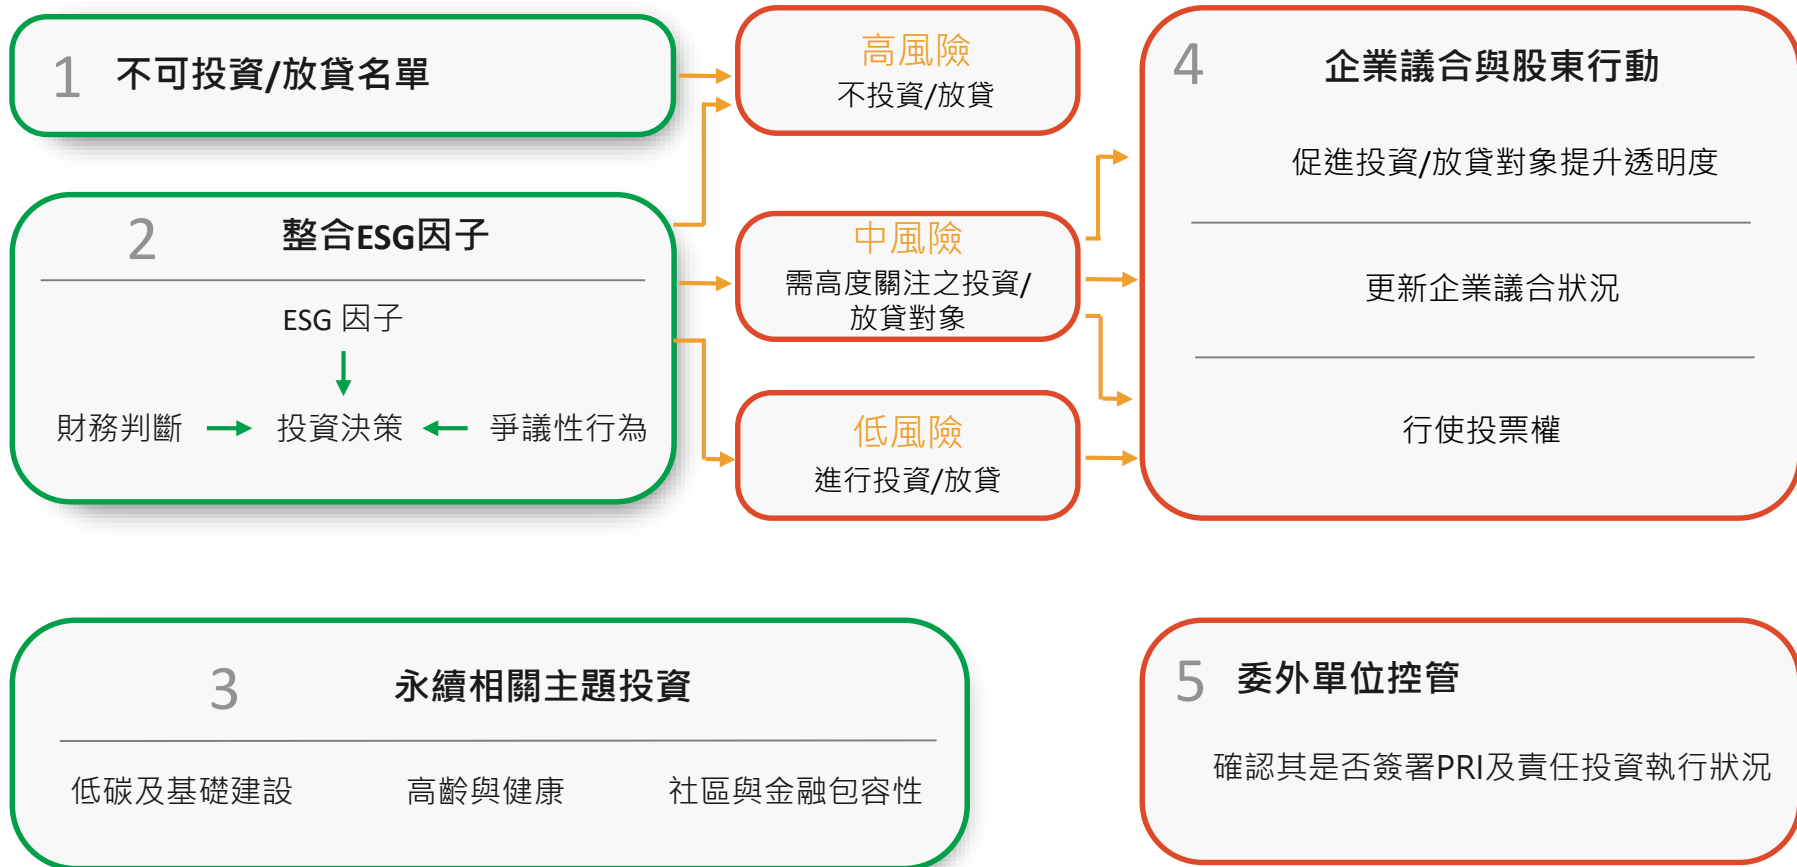 1 不可投資/放貸名單
高風險
不投資/放貸
2 整合ESG因子
ESG 因子
財務判斷 投資決策 爭議性行為
中風險
需高度關注之投資/
放貸對象
低風險
進行投資/放貸
4 企業議合與股東行動
促進投資/放貸對象提升透明度
更新企業議合狀況
行使投票權
3 永續相關主題投資
低碳及基礎建設 高齡與健康 社區與金融包容性
5 委外單位控管
確認其是否簽署PRI及責任投資執行狀況